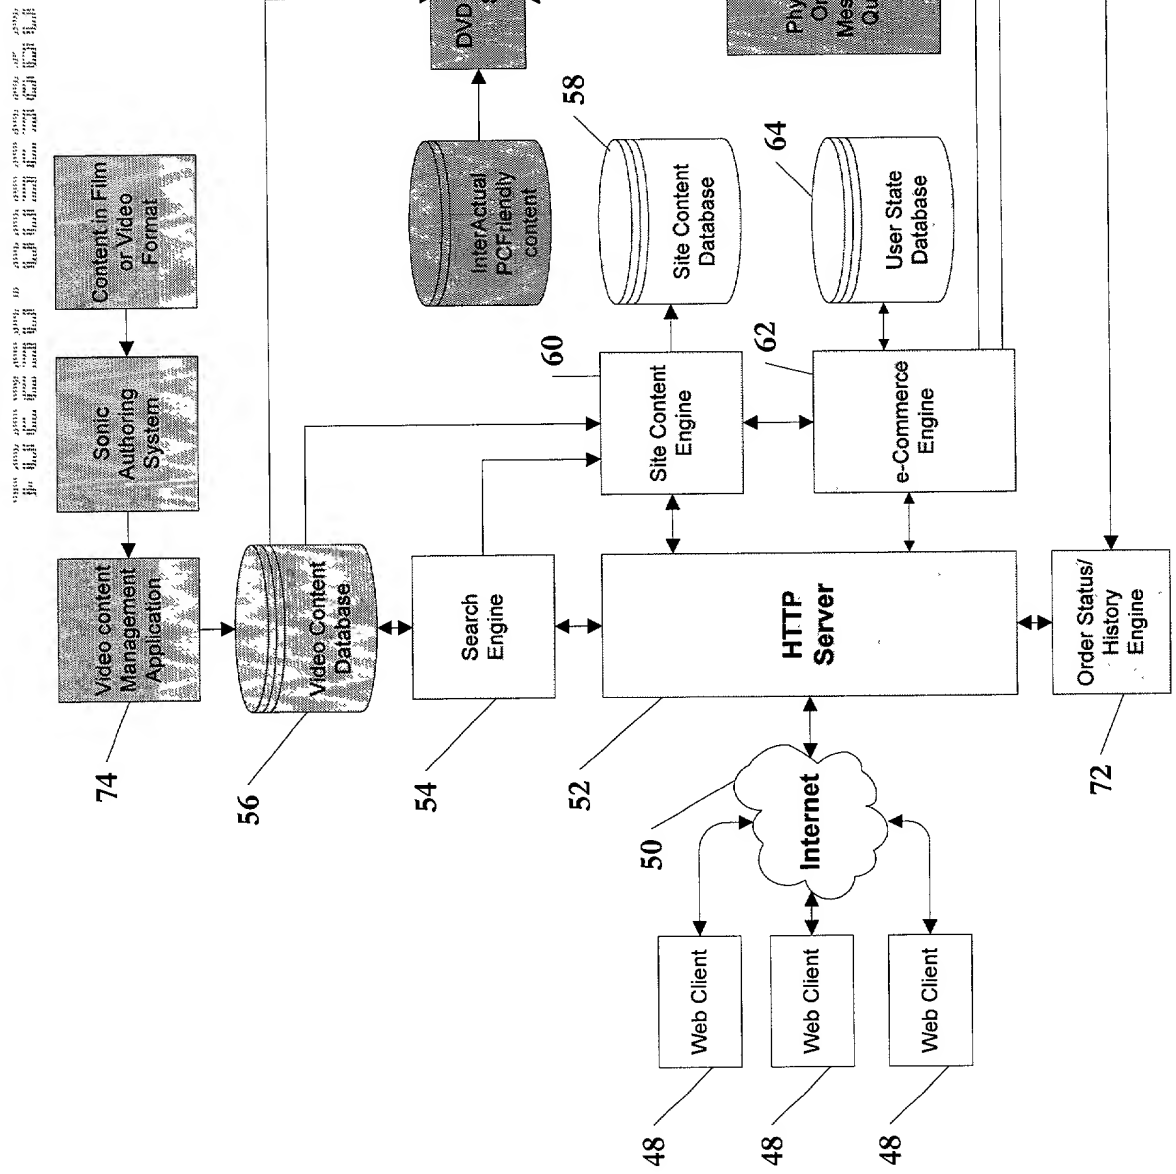 Content in Film
or Video
Format
Sonic
Authoring
System
Video content
Management
Application
74
Video Content
Database
56
InterActual
PCFriendly
content
DVD
Search
Engine
54
Site Content
Database
58
Site Content
Engine
60
User State
Database
64
e-Commerce
Engine
62
HTTP
Server
52
Order Status/
History
Engine
72
Internet
50
Web Client
48
Web Client
48
Web Client
48